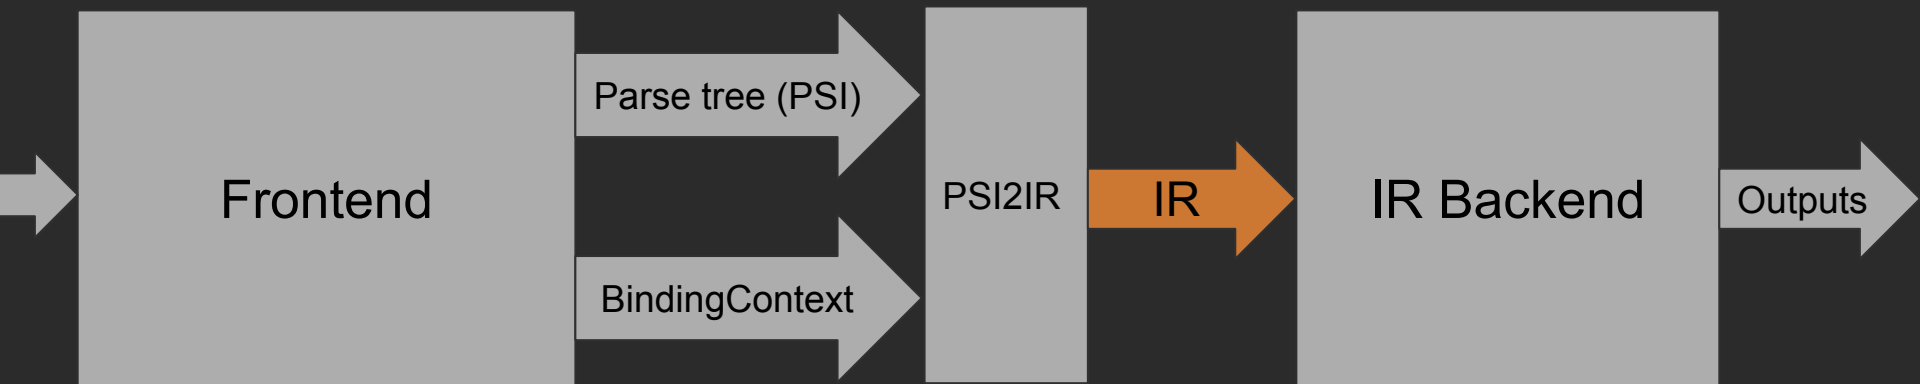 Frontend
Parse tree (PSI)
BindingContext
PSI2IR
IR
IR Backend
Outputs